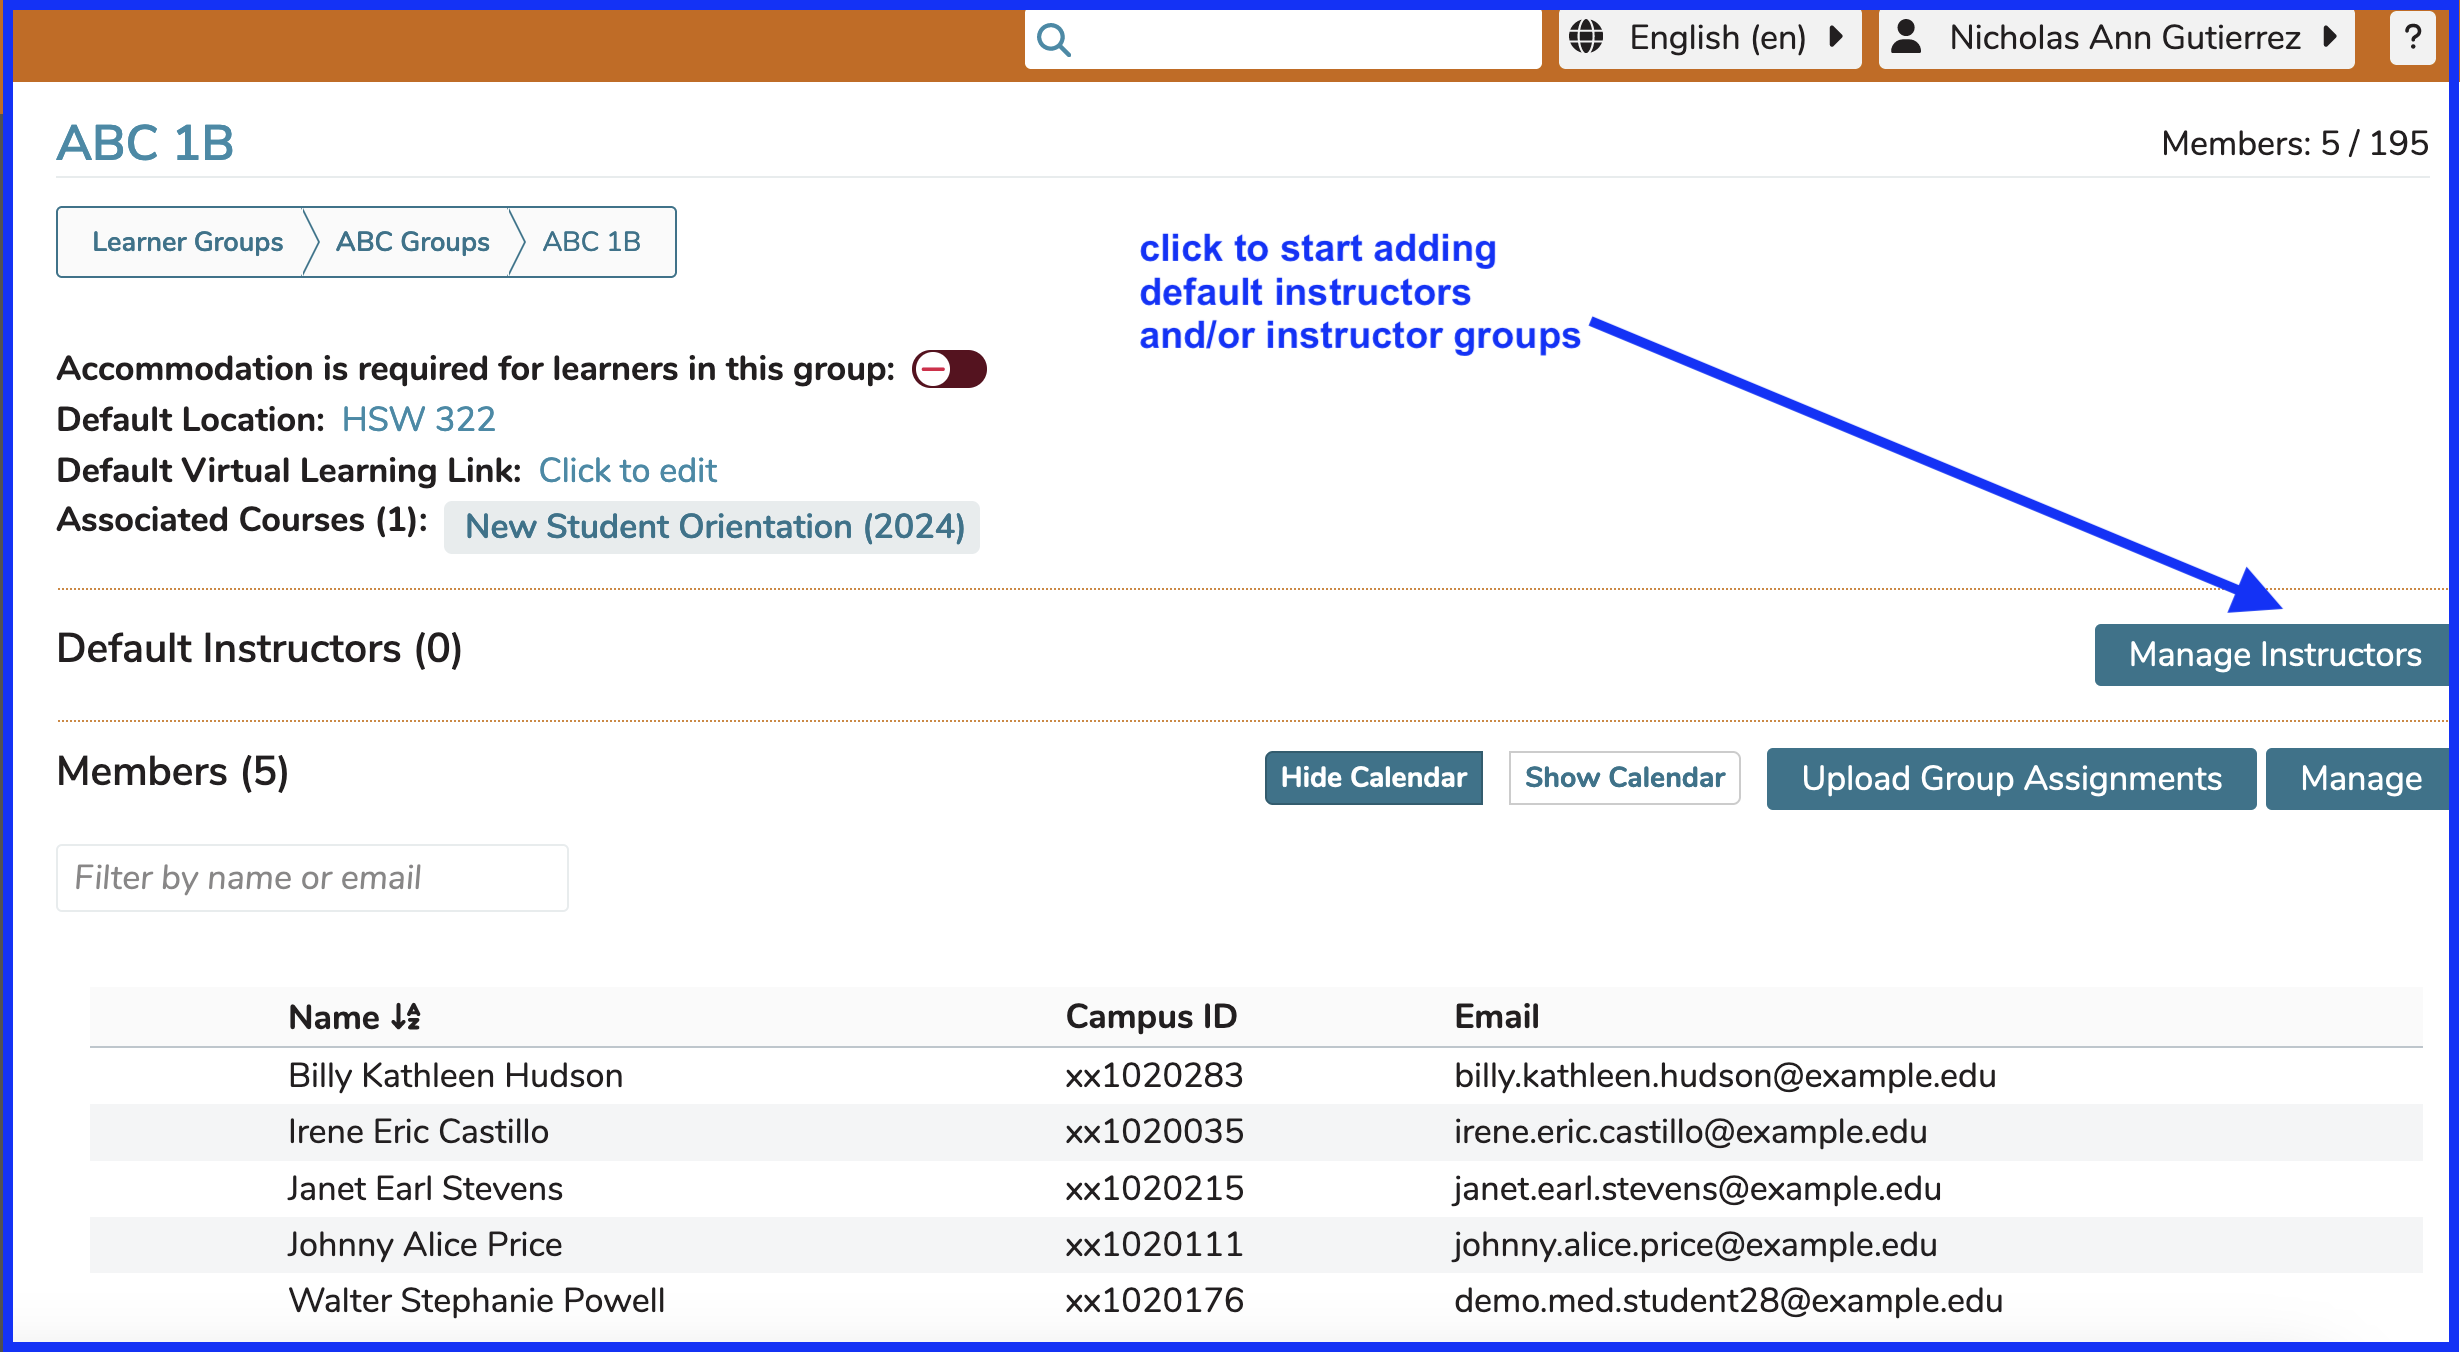 English (en)
Nicholas Ann Gutierrez
?
ABC 1B
Members: 5 / 195
Learner Groups
ABC Groups
ABC 1B
click to start adding
default instructors
and/or instructor groups
Accommodation is required for learners in this group:
Default Location: HSW 322
Default Virtual Learning Link: Click to edit
Associated Courses (1): New Student Orientation (2024)
Default Instructors (0)
Manage Instructors
Members (5)
Hide Calendar
Show Calendar
Upload Group Assignments
Manage
Filter by name or email
Name Campus ID Email
Billy Kathleen Hudson xx1020283 billy.kathleen.hudson@example.edu
Irene Eric Castillo xx1020035 irene.eric.castillo@example.edu
Janet Earl Stevens xx1020215 janet.earl.stevens@example.edu
Johnny Alice Price xx1020111 johnny.alice.price@example.edu
Walter Stephanie Powell xx1020176 demo.med.student28@example.edu